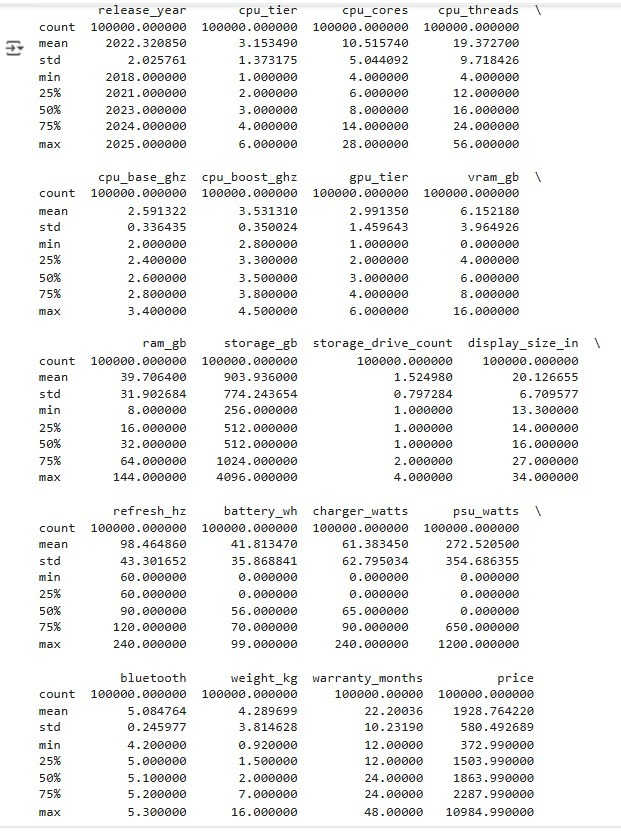 release_year cpu_tier cpu_cores cpu_threads \
count 100000.000000 100000.000000 100000.000000 100000.000000
mean 2022.320850 3.153490 10.515740 19.372700
std 2.025761 1.373175 5.044092 9.718426
min 2018.000000 1.000000 4.000000 4.000000
25% 2021.000000 2.000000 6.000000 12.000000
50% 2023.000000 3.000000 8.000000 16.000000
75% 2024.000000 4.000000 14.000000 24.000000
max 2025.000000 6.000000 28.000000 56.000000
cpu_base_ghz cpu_boost_ghz gpu_tier vram_gb \
count 100000.000000 100000.000000 100000.000000 100000.000000
mean 2.591322 3.531310 2.991350 6.152180
std 0.336435 0.350024 1.459643 3.964926
min 2.000000 2.800000 1.000000 0.000000
25% 2.400000 3.300000 2.000000 4.000000
50% 2.600000 3.500000 3.000000 6.000000
75% 2.800000 3.800000 4.000000 8.000000
max 3.400000 4.500000 6.000000 16.000000
ram_gb storage_gb storage_drive_count display_size_in \
count 100000.000000 100000.000000 100000.000000 100000.000000
mean 39.706400 903.936000 1.524980 20.126655
std 31.902684 774.243654 0.797284 6.709577
min 8.000000 256.000000 1.000000 13.300000
25% 16.000000 512.000000 1.000000 14.000000
50% 32.000000 512.000000 1.000000 16.000000
75% 64.000000 1024.000000 2.000000 27.000000
max 144.000000 4096.000000 4.000000 34.000000
refresh_hz battery_wh charger_watts psu_watts \
count 100000.000000 100000.000000 100000.000000 100000.000000
mean 98.464860 41.813470 61.383450 272.520500
std 43.301652 35.868841 62.795034 354.686355
min 60.000000 0.000000 0.000000 0.000000
25% 60.000000 0.000000 0.000000 0.000000
50% 90.000000 56.000000 65.000000 0.000000
75% 120.000000 70.000000 90.000000 650.000000
max 240.000000 99.000000 240.000000 1200.000000
bluetooth weight_kg warranty_months price
count 100000.000000 100000.000000 100000.00000 100000.000000
mean 5.084764 4.289699 22.20036 1928.764220
std 0.245977 3.814628 10.23190 580.492689
min 4.200000 0.920000 12.00000 372.990000
25% 5.000000 1.500000 12.00000 1503.990000
50% 5.100000 2.000000 24.00000 1863.990000
75% 5.200000 7.000000 24.00000 2287.990000
max 5.300000 16.000000 48.00000 10984.990000